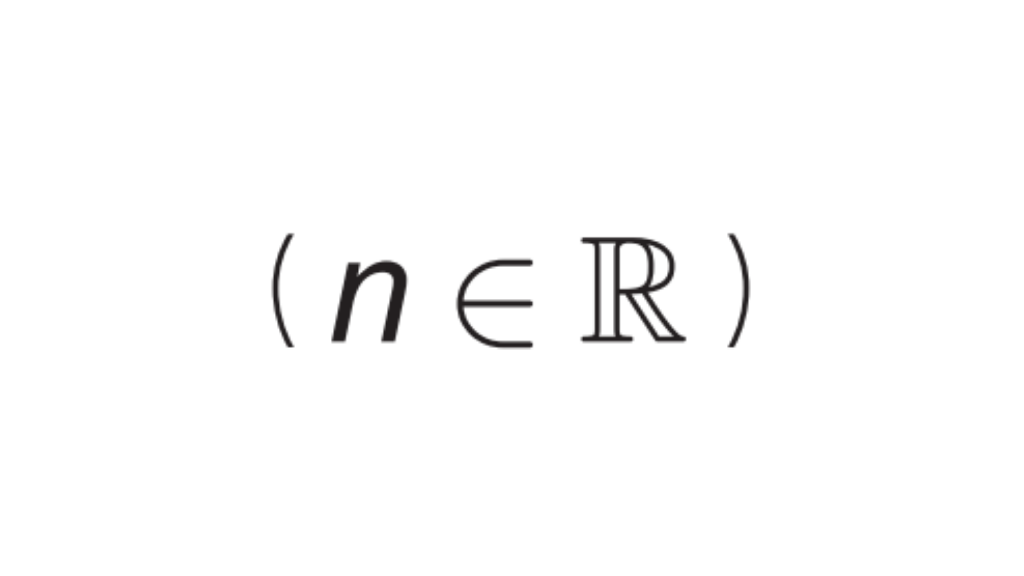 (n ∈ ℝ)